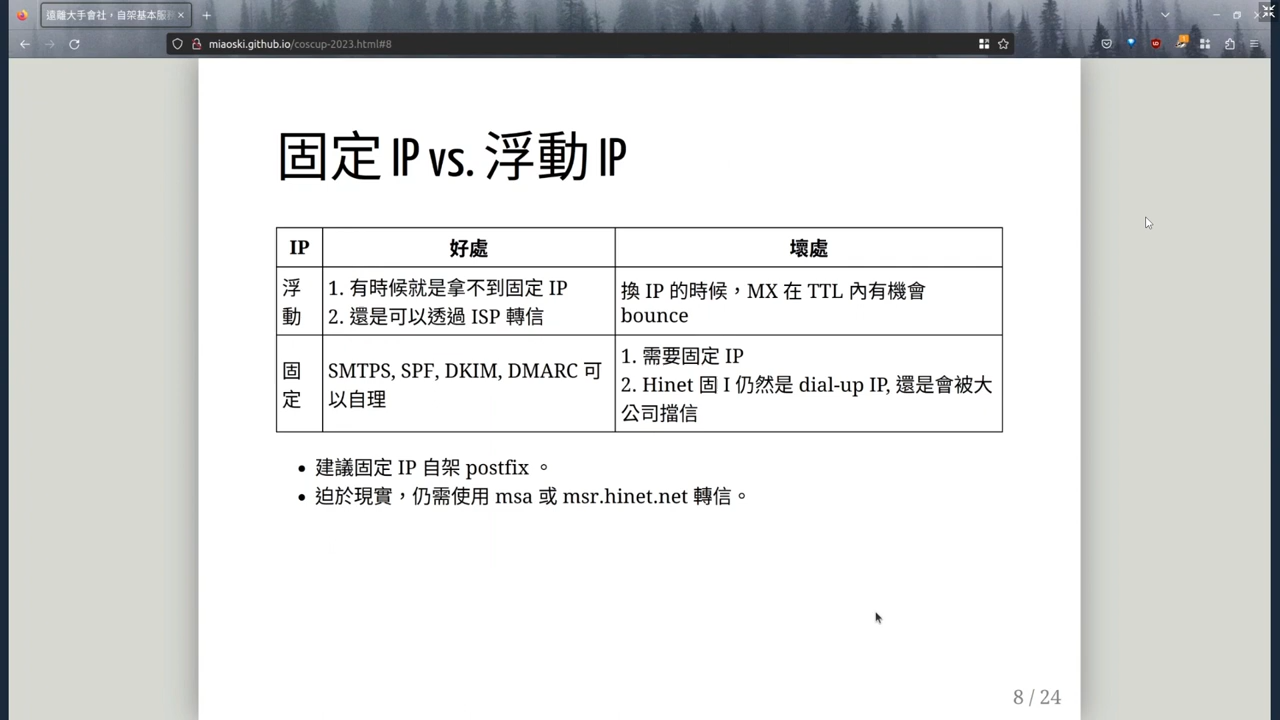 遠離大手會社，自架基本服務
miaoski.github.io/coscup-2023.html#8
固定 IP vs. 浮動 IP
IP 好處 壞處
浮動
1. 有時候就是拿不到固定 IP
2. 還是可以透過 ISP 轉信
換 IP 的時候，MX 在 TTL 內有機會
bounce
固定
SMTPS, SPF, DKIM, DMARC 可
以自理
1. 需要固定 IP
2. Hinet 固 I 仍然是 dial-up IP, 還是會被大
公司擋信
建議固定 IP 自架 postfix 。
迫於現實，仍需使用 msa 或 msr.hinet.net 轉信。
8 / 24